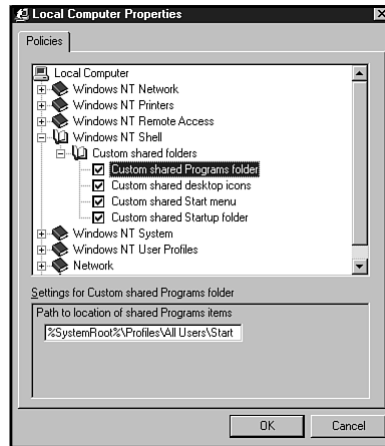 Local Computer Properties
Policies
Local Computer
Windows NT Network
Windows NT Printers
Windows NT Remote Access
Windows NT Shell
Custom shared folders
Custom shared Programs folder
Custom shared desktop icons
Custom shared Start menu
Custom shared Startup folder
Windows NT System
Windows NT User Profiles
Network
Settings for Custom shared Programs folder
Path to location of shared Programs items
%SystemRoot%\Profiles\All Users\Start
OK Cancel